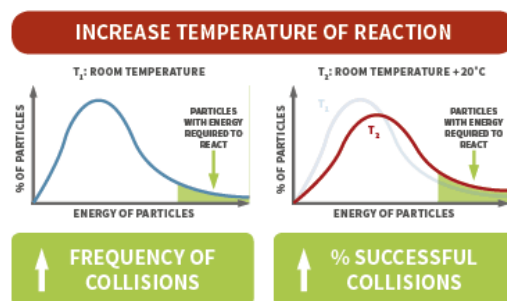 INCREASE TEMPERATURE OF REACTION
T₁: ROOM TEMPERATURE
% OF PARTICLES
PARTICLES
WITH ENERGY
REQUIRED TO
REACT
ENERGY OF PARTICLES
T₂: ROOM TEMPERATURE +20°C
% OF PARTICLES
T₁
T₂
PARTICLES
WITH ENERGY
REQUIRED TO
REACT
ENERGY OF PARTICLES
FREQUENCY OF
COLLISIONS
% SUCCESSFUL
COLLISIONS